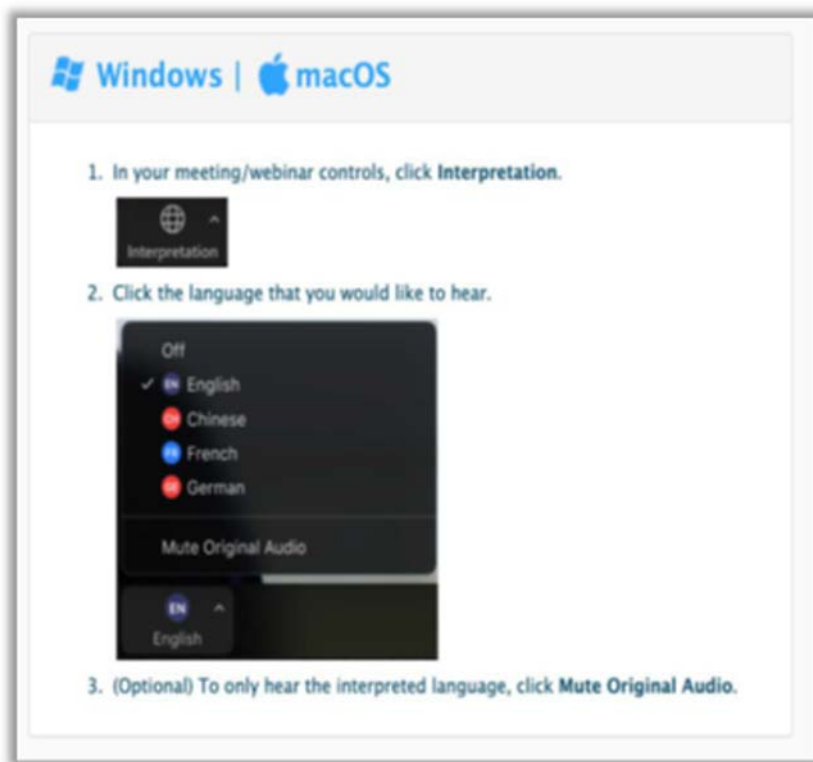 Windows | macOS
1. In your meeting/webinar controls, click Interpretation.
Interpretation
2. Click the language that you would like to hear.
Off
EN English
CH Chinese
FR French
GE German
Mute Original Audio
EN
English
3. (Optional) To only hear the interpreted language, click Mute Original Audio.